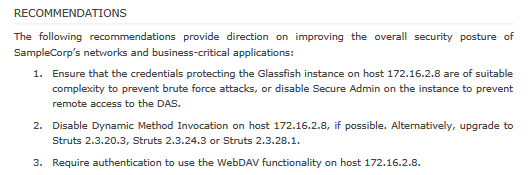 RECOMMENDATIONS
The following recommendations provide direction on improving the overall security posture of
SampleCorp's networks and business-critical applications:
1. Ensure that the credentials protecting the Glassfish instance on host 172.16.2.8 are of suitable
complexity to prevent brute force attacks, or disable Secure Admin on the instance to prevent
remote access to the DAS.
2. Disable Dynamic Method Invocation on host 172.16.2.8, if possible. Alternatively, upgrade to
Struts 2.3.20.3, Struts 2.3.24.3 or Struts 2.3.28.1.
3. Require authentication to use the WebDAV functionality on host 172.16.2.8.